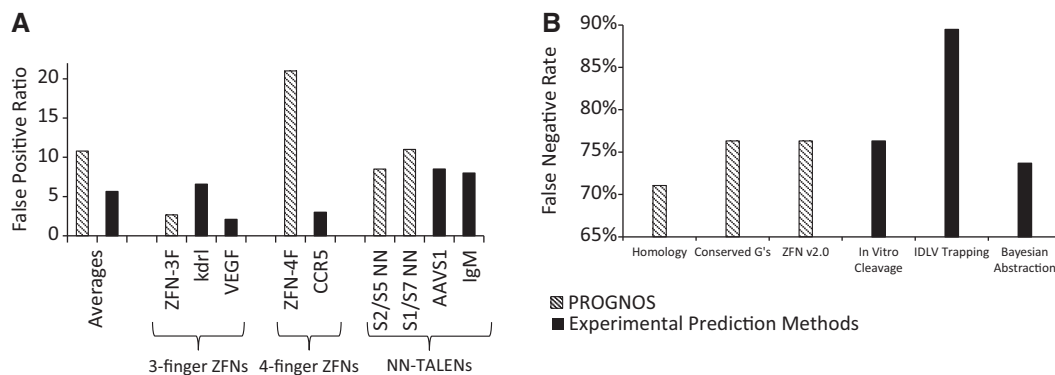 A
False Positive Ratio
20
15
10
5
0
Averages
ZFN-3F
kdrl
VEGF
ZFN-4F
CCR5
S2/S5 NN
S1/S7 NN
AAVS1
IgM
3-finger ZFNs
4-finger ZFNs
NN-TALENs
B
False Negative Rate
90%
85%
80%
75%
70%
65%
Homology
Conserved G's
ZFN v2.0
In Vitro
Cleavage
IDLV Trapping
Bayesian
Abstraction
PROGNOS
Experimental Prediction Methods